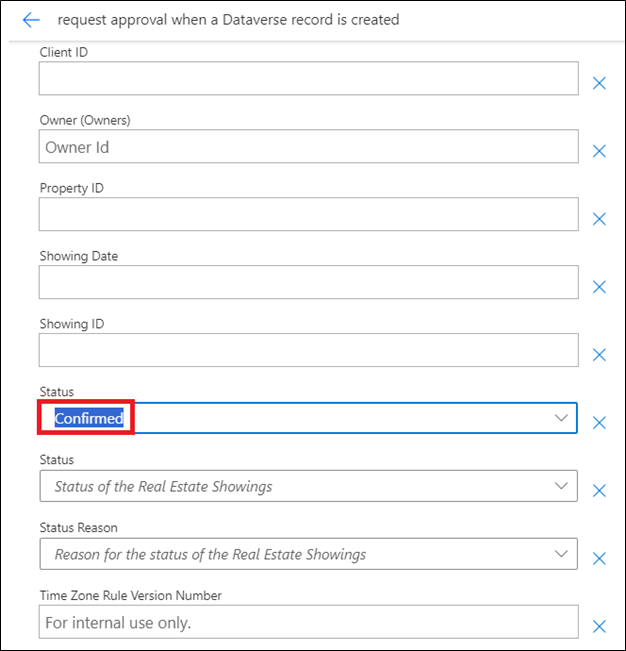 request approval when a Dataverse record is created
Client ID
Owner (Owners)
Owner Id
Property ID
Showing Date
Showing ID
Status
Confirmed
Status
Status of the Real Estate Showings
Status Reason
Reason for the status of the Real Estate Showings
Time Zone Rule Version Number
For internal use only.